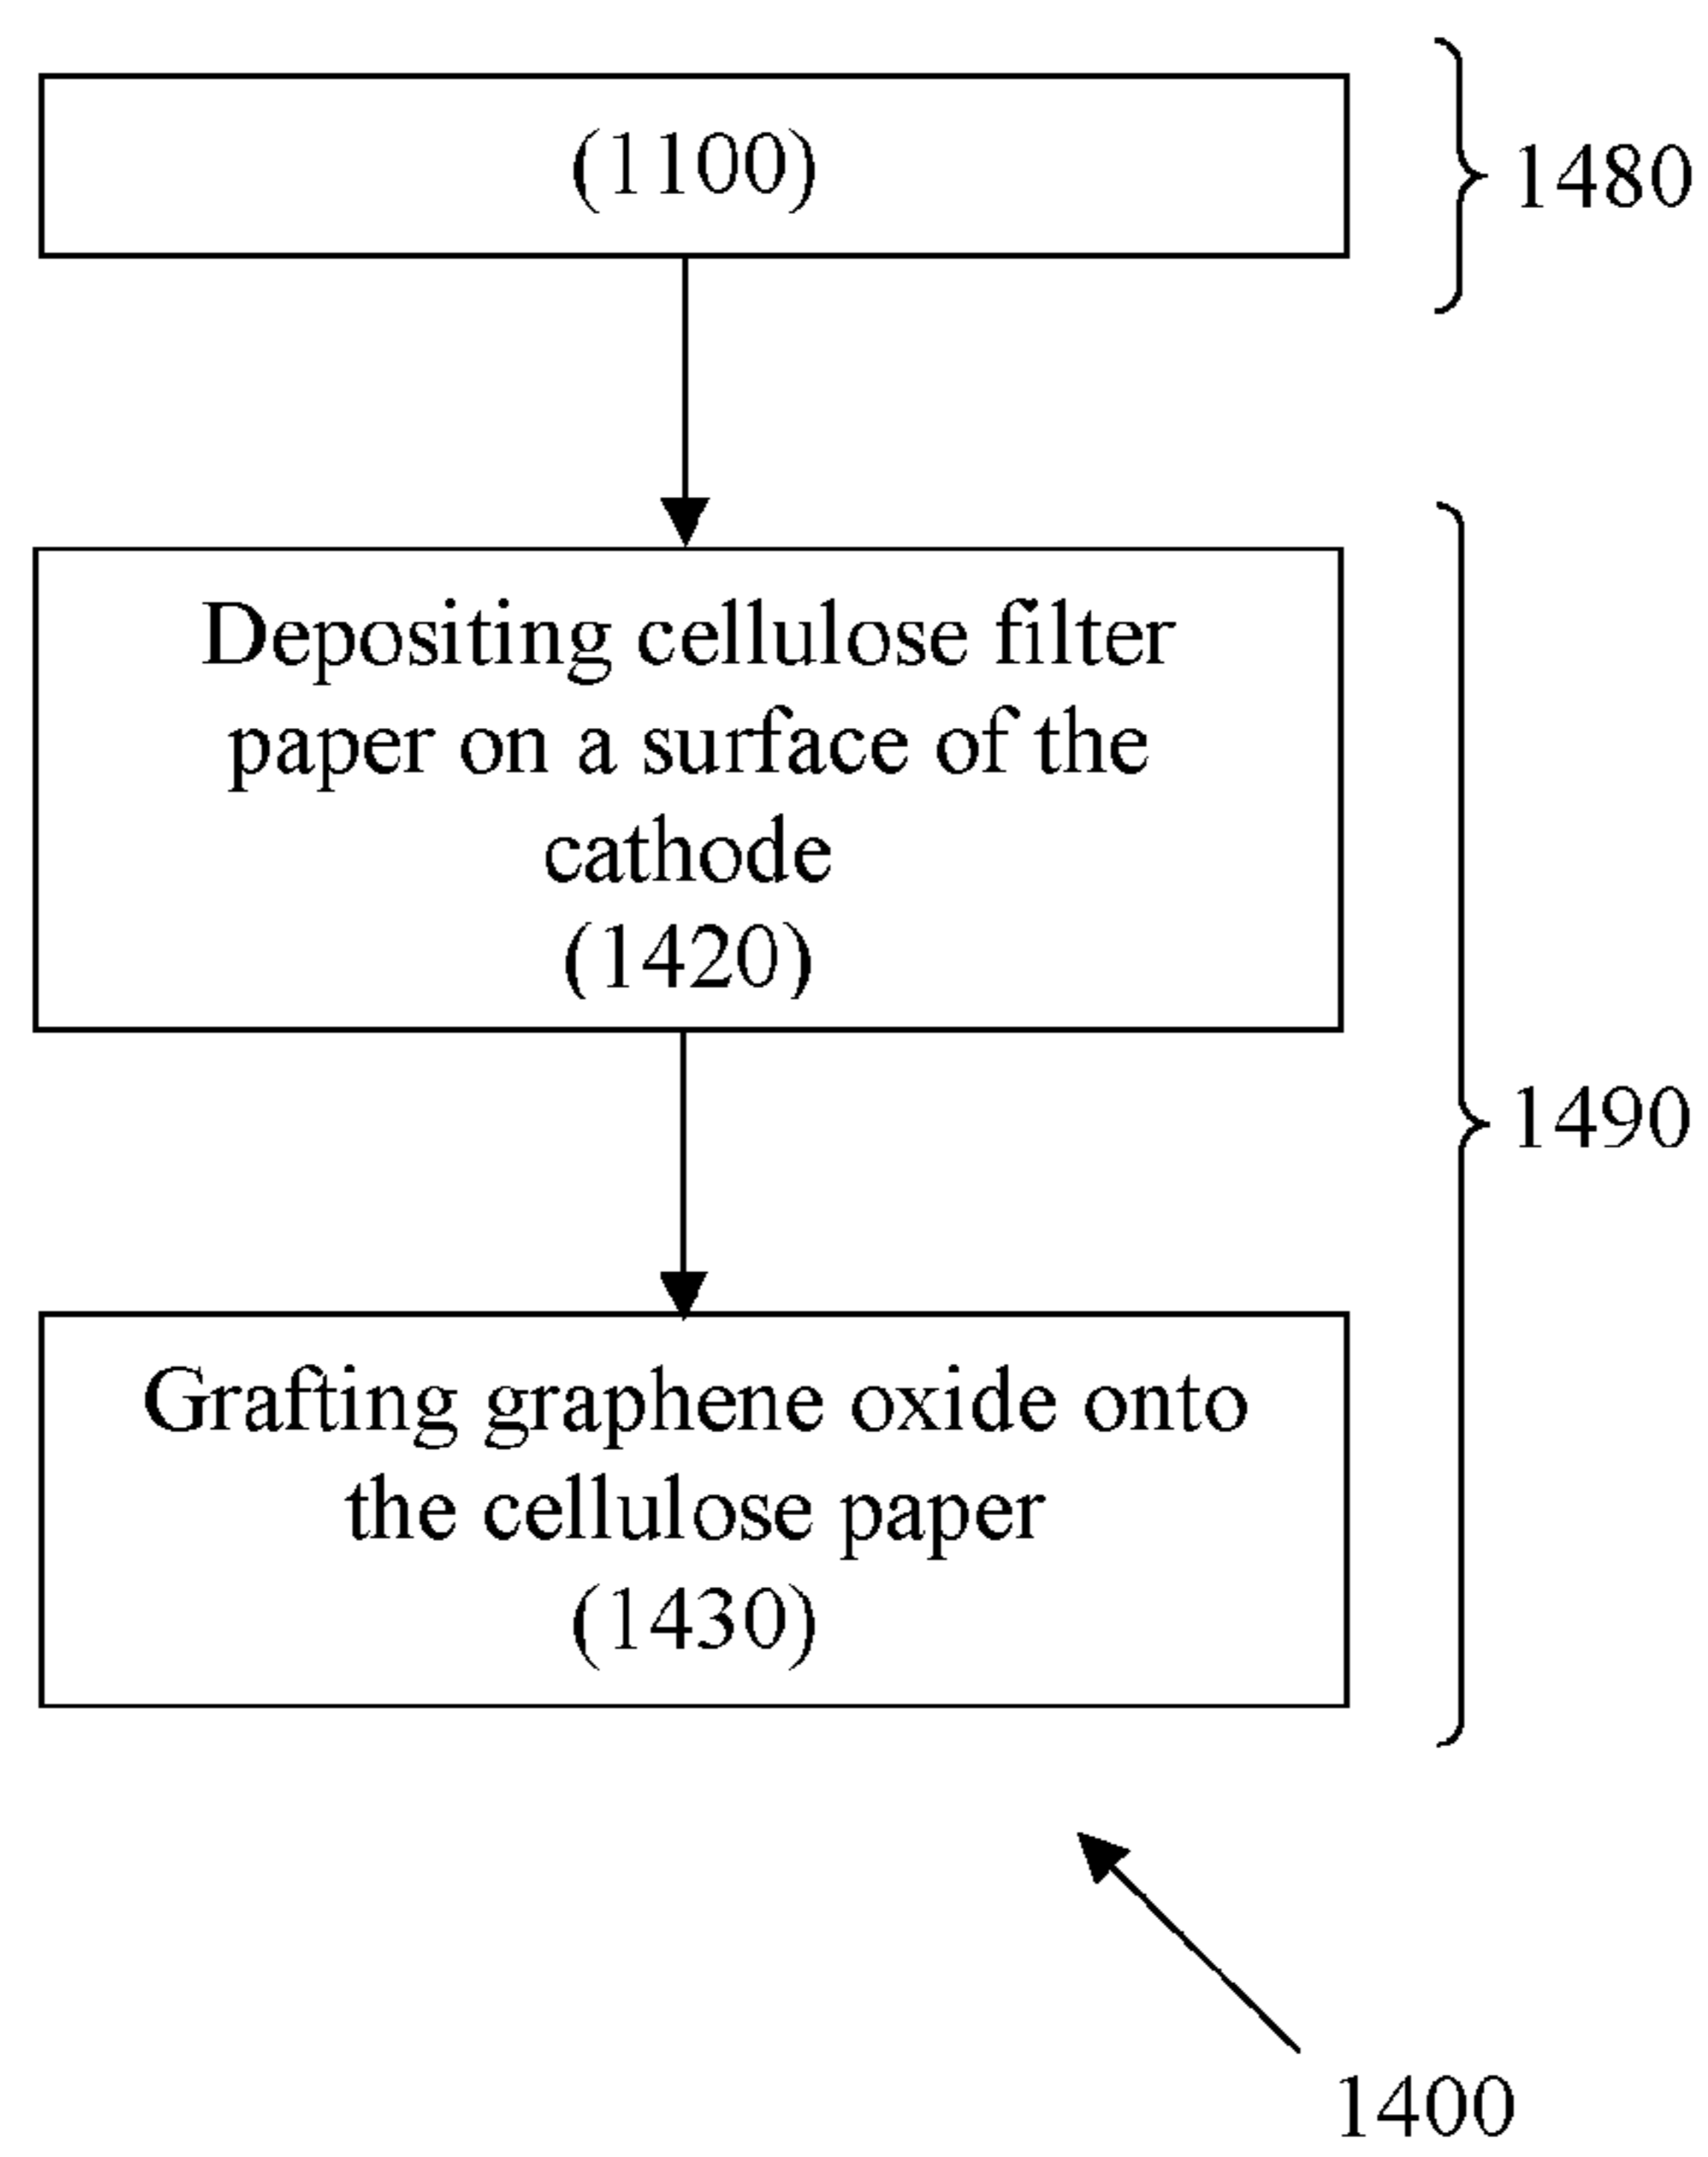 (1100)
1480
Depositing cellulose filter
paper on a surface of the
cathode
(1420)
1490
Grafting graphene oxide onto
the cellulose paper
(1430)
1400